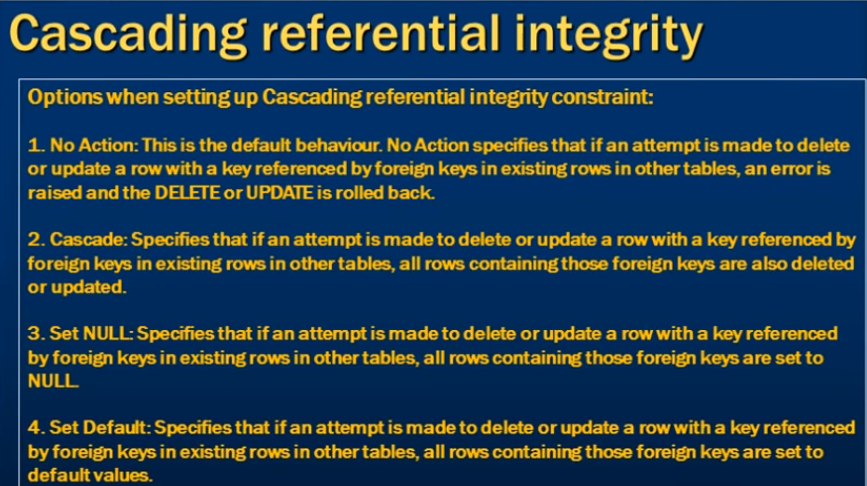 Cascading referential integrity
Options when setting up Cascading referential integrity constraint:
1. No Action: This is the default behaviour. No Action specifies that if an attempt is made to delete
or update a row with a key referenced by foreign keys in existing rows in other tables, an error is
raised and the DELETE or UPDATE is rolled back.
2. Cascade: Specifies that if an attempt is made to delete or update a row with a key referenced by
foreign keys in existing rows in other tables, all rows containing those foreign keys are also deleted
or updated.
3. Set NULL: Specifies that if an attempt is made to delete or update a row with a key referenced
by foreign keys in existing rows in other tables, all rows containing those foreign keys are set to
NULL.
4. Set Default: Specifies that if an attempt is made to delete or update a row with a key referenced
by foreign keys in existing rows in other tables, all rows containing those foreign keys are set to
default values.